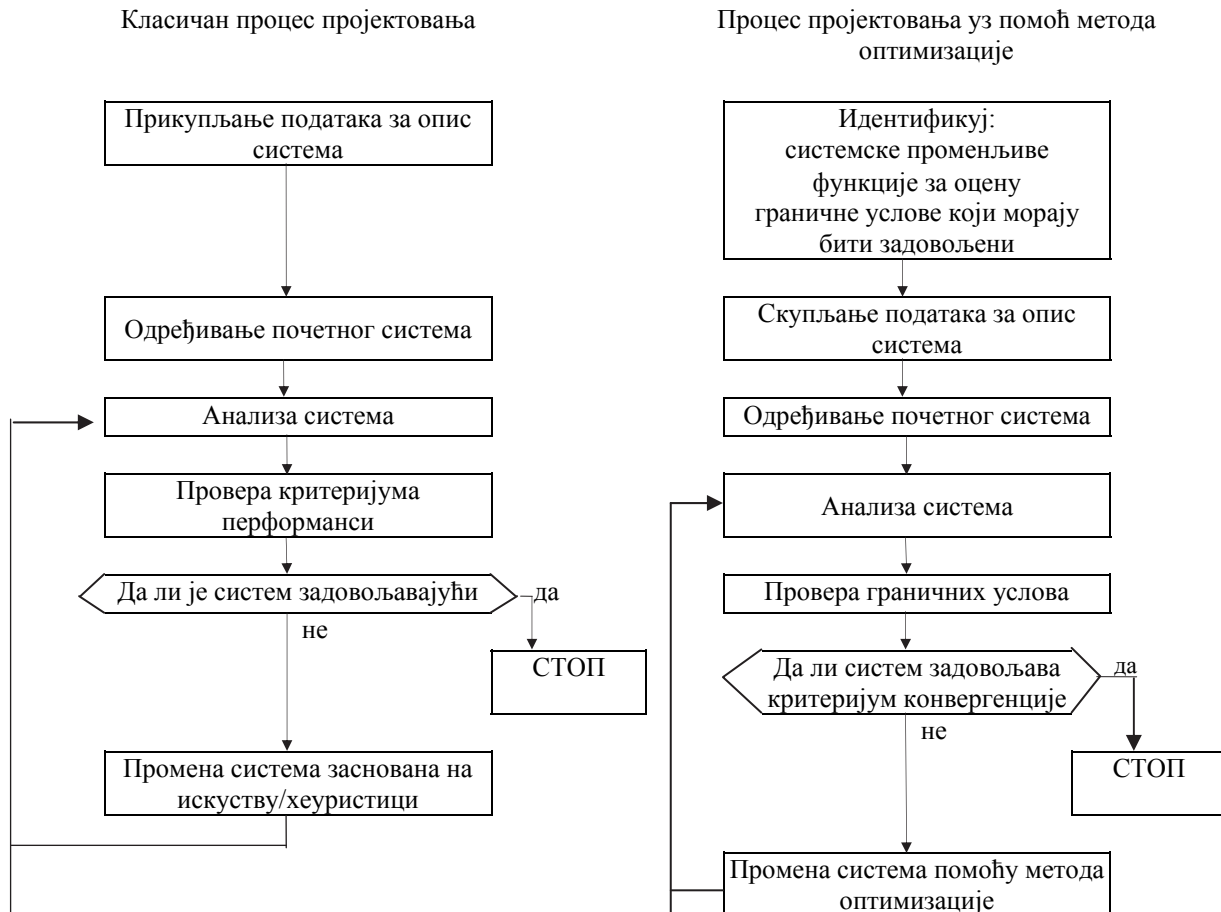 Класичан процес пројектовања
Прикупљање података за опис
система
Одређивање почетног система
Анализа система
Провера критеријума
перформанси
Да ли је систем задовољавајући
да
не
СТОП
Промена система заснована на
искуству/хеуристици
Процес пројектовања уз помоћ метода
оптимизације
Идентификуј:
системске променљиве
функције за оцену
граничне услове који морају
бити задовољени
Скупљање података за опис
система
Одређивање почетног система
Анализа система
Провера граничних услова
Да ли систем задовољава
критеријум конвергенције
да
не
СТОП
Промена система помоћу метода
оптимизације